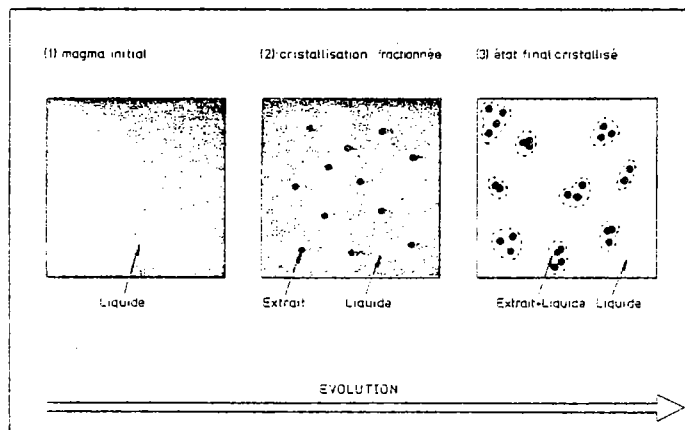 (1) magma initial
(2) cristallisation fractionnée
(3) état final cristallisé
Liquide
Extrait
Liquide
Extrait+Liquide
Liquide
EVOLUTION